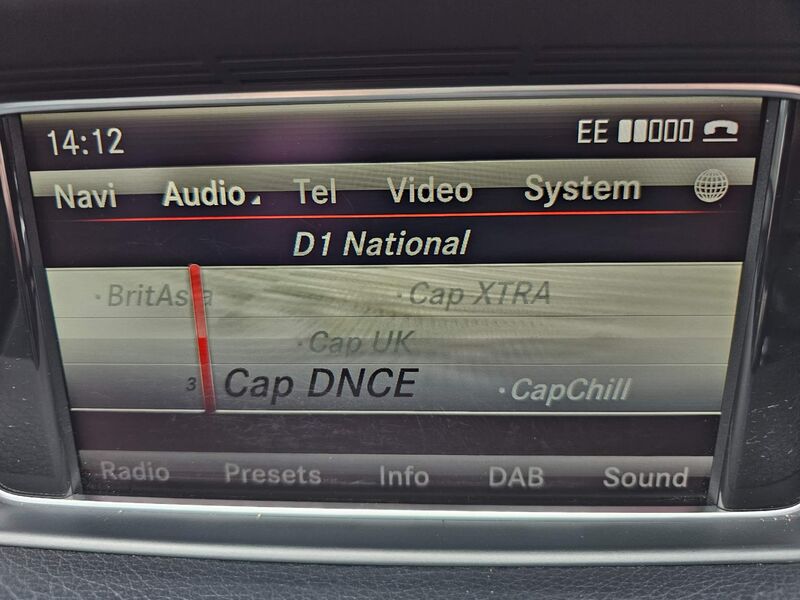 14:12 EE
Navi Audio Tel Video System
D1 National
·BritAsia ·Cap XTRA
·Cap UK
3 Cap DNCE ·CapChill
Radio Presets Info DAB Sound